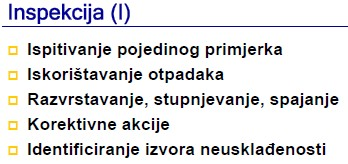 Inspekcija (I)
Ispitivanje pojedinog primjerka
Iskorištavanje otpadaka
Razvrstavanje, stupnjevanje, spajanje
Korektivne akcije
Identificiranje izvora neusklađenosti